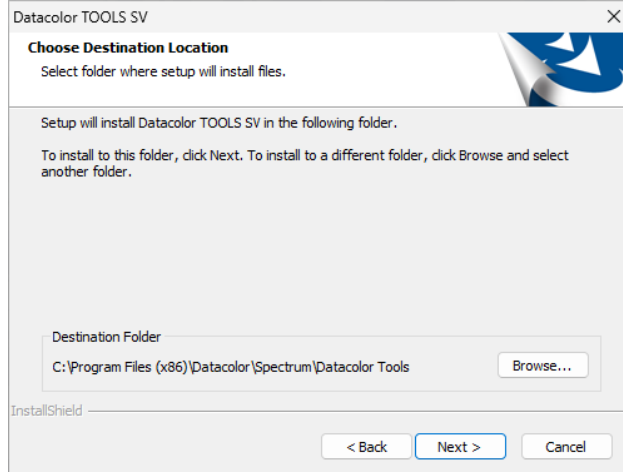 Datacolor TOOLS SV
Choose Destination Location
Select folder where setup will install files.
Setup will install Datacolor TOOLS SV in the following folder.
To install to this folder, click Next. To install to a different folder, click Browse and select
another folder.
Destination Folder
C:\Program Files (x86)\Datacolor\Spectrum\Datacolor Tools
Browse...
InstallShield
< Back
Next >
Cancel